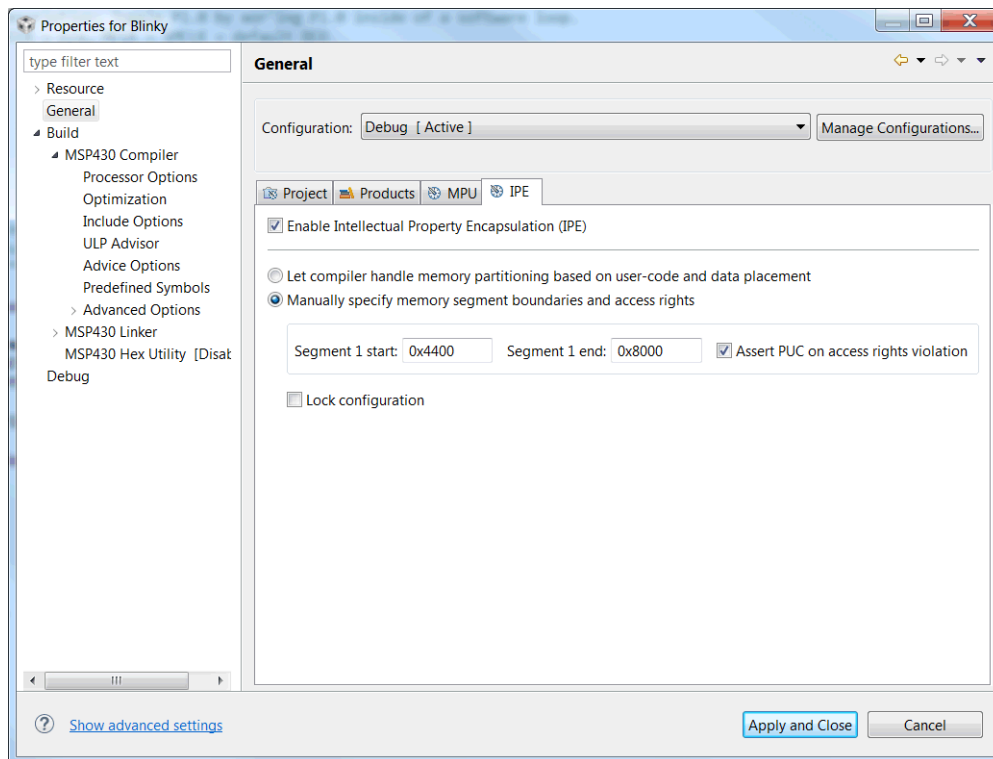 Properties for Blinky
type filter text
Resource
General
Build
MSP430 Compiler
Processor Options
Optimization
Include Options
ULP Advisor
Advice Options
Predefined Symbols
Advanced Options
MSP430 Linker
MSP430 Hex Utility [Disab
Debug
General
Configuration: Debug [ Active ] Manage Configurations...
Project Products MPU IPE
Enable Intellectual Property Encapsulation (IPE)
Let compiler handle memory partitioning based on user-code and data placement
Manually specify memory segment boundaries and access rights
Segment 1 start: 0x4400 Segment 1 end: 0x8000 Assert PUC on access rights violation
Lock configuration
? Show advanced settings Apply and Close Cancel